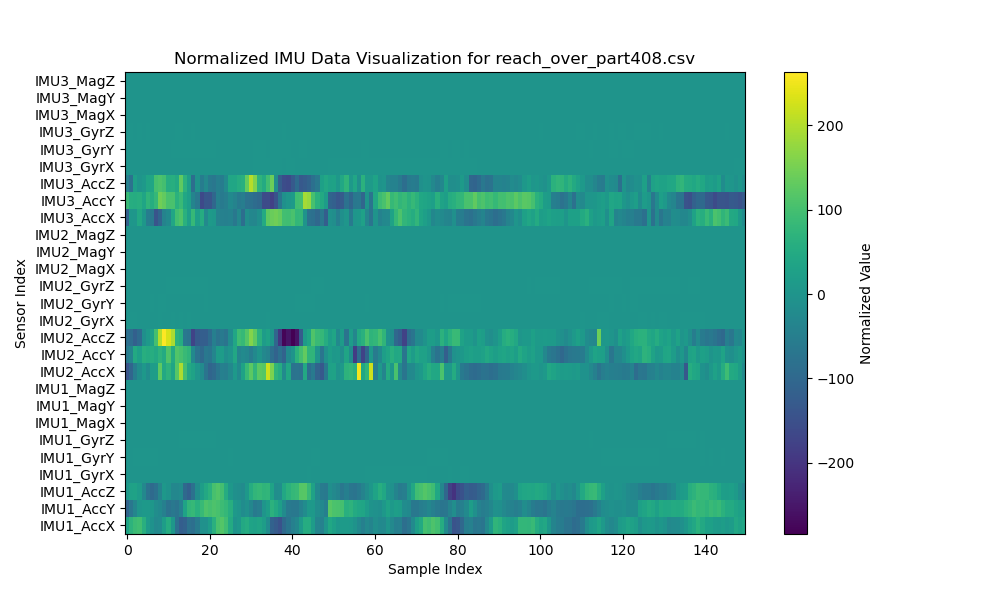 Normalized IMU Data Visualization for reach_over_part408.csv
IMU3_MagZ
IMU3_MagY
IMU3_MagX
IMU3_GyrZ
IMU3_GyrY
IMU3_GyrX
IMU3_AccZ
IMU3_AccY
IMU3_AccX
IMU2_MagZ
IMU2_MagY
IMU2_MagX
IMU2_GyrZ
IMU2_GyrY
IMU2_GyrX
IMU2_AccZ
IMU2_AccY
IMU2_AccX
IMU1_MagZ
IMU1_MagY
IMU1_MagX
IMU1_GyrZ
IMU1_GyrY
IMU1_GyrX
IMU1_AccZ
IMU1_AccY
IMU1_AccX
Sensor Index
0 20 40 60 80 100 120 140
Sample Index
200
100
0
−100
−200
Normalized Value